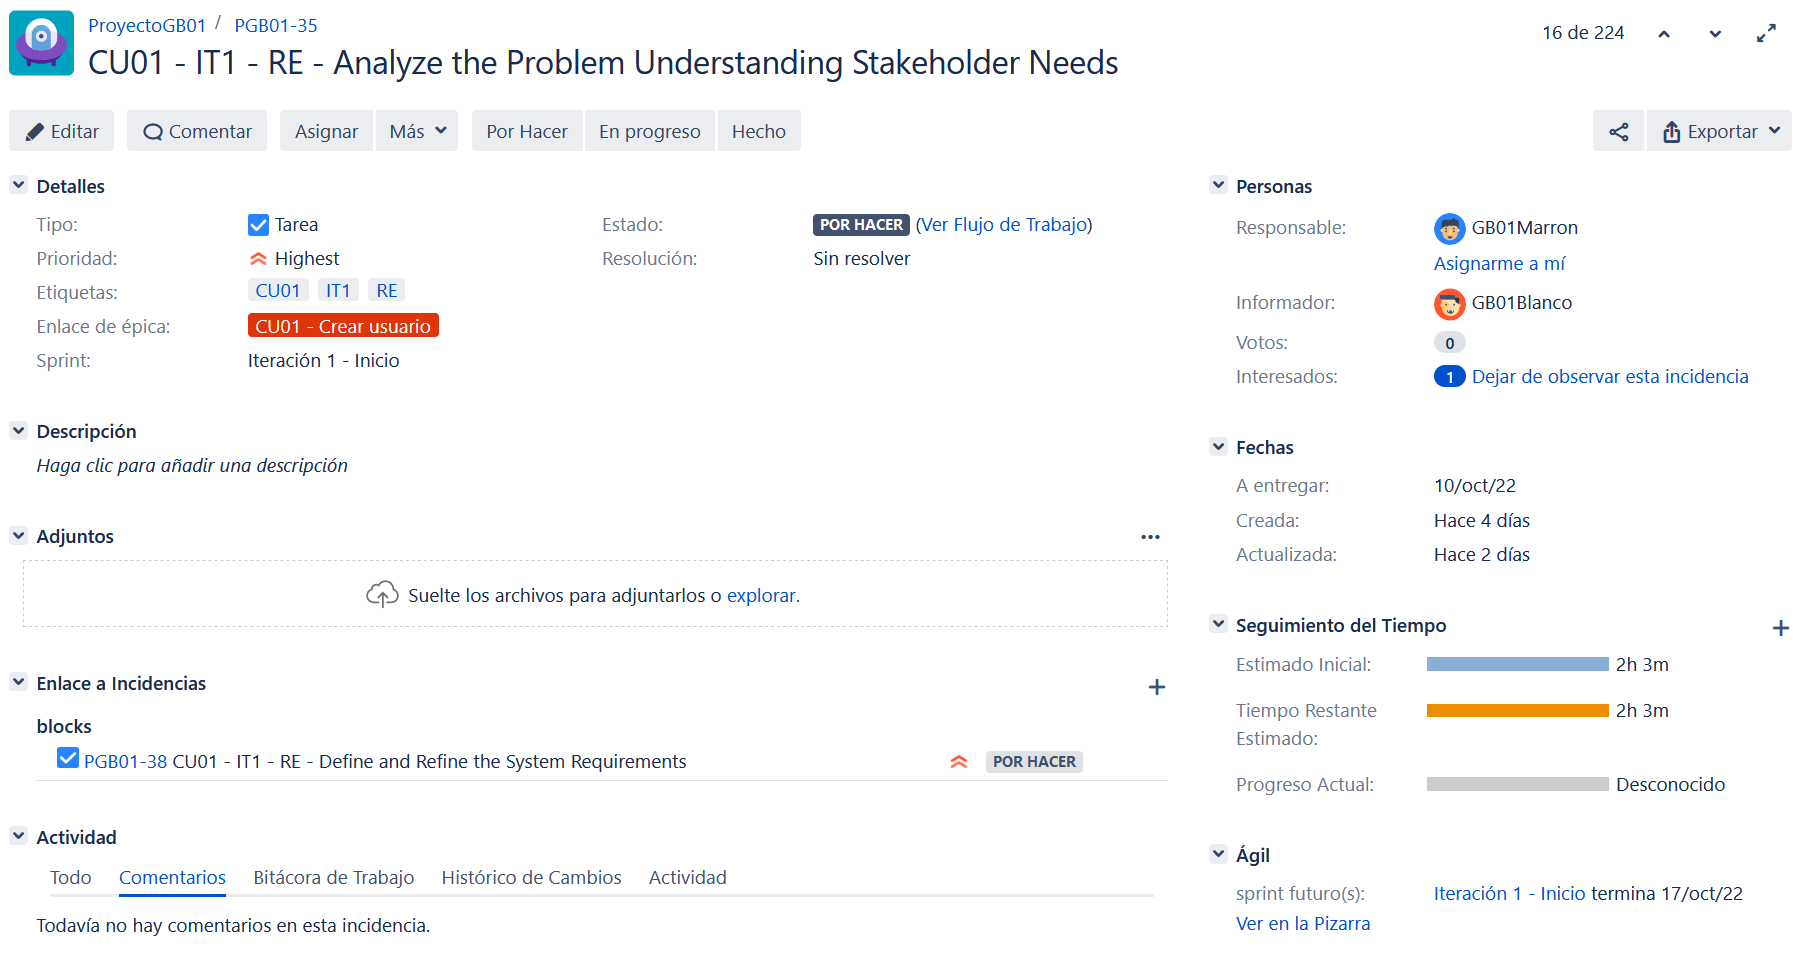 ProyectoGB01 / PGB01-35
CU01 - IT1 - RE - Analyze the Problem Understanding Stakeholder Needs
16 de 224
Editar
Comentar
Asignar
Más
Por Hacer
En progreso
Hecho
Exportar
Detalles
Tipo: Tarea
Estado: POR HACER (Ver Flujo de Trabajo)
Prioridad: Highest
Resolución: Sin resolver
Etiquetas: CU01 IT1 RE
Enlace de épica: CU01 - Crear usuario
Sprint: Iteración 1 - Inicio
Descripción
Haga clic para añadir una descripción
Adjuntos
Suelte los archivos para adjuntarlos o explorar.
Enlace a Incidencias
blocks
PGB01-38 CU01 - IT1 - RE - Define and Refine the System Requirements POR HACER
Actividad
Todo Comentarios Bitácora de Trabajo Histórico de Cambios Actividad
Todavía no hay comentarios en esta incidencia.
Personas
Responsable: GB01Marron
Asignarme a mí
Informador: GB01Blanco
Votos: 0
Interesados: 1 Dejar de observar esta incidencia
Fechas
A entregar: 10/oct/22
Creada: Hace 4 días
Actualizada: Hace 2 días
Seguimiento del Tiempo
Estimado Inicial: 2h 3m
Tiempo Restante 2h 3m
Estimado:
Progreso Actual: Desconocido
Ágil
sprint futuro(s): Iteración 1 - Inicio termina 17/oct/22
Ver en la Pizarra